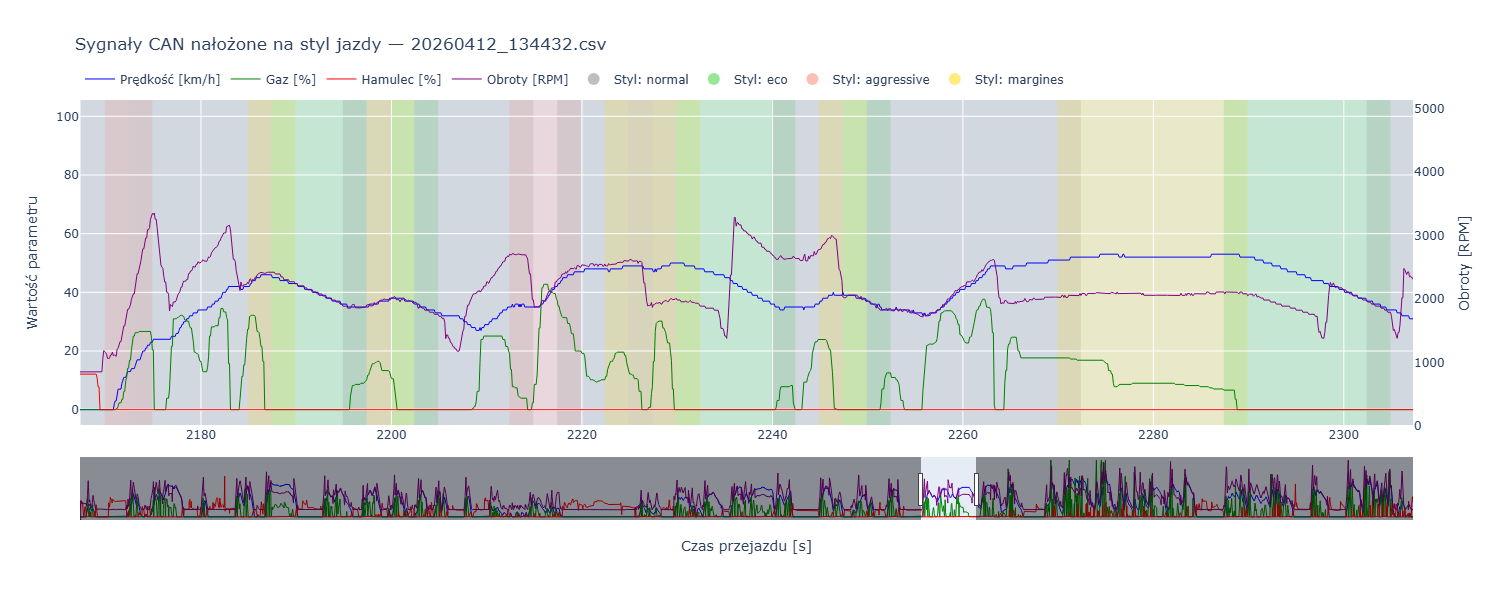 Sygnały CAN nałożone na styl jazdy — 20260412_134432.csv
Prędkość [km/h] Gaz [%] Hamulec [%] Obroty [RPM] Styl: normal Styl: eco Styl: aggressive Styl: margines
100
80
60
40
20
0
Wartość parametru
5000
4000
3000
2000
1000
0
Obroty [RPM]
2180 2200 2220 2240 2260 2280 2300
Czas przejazdu [s]